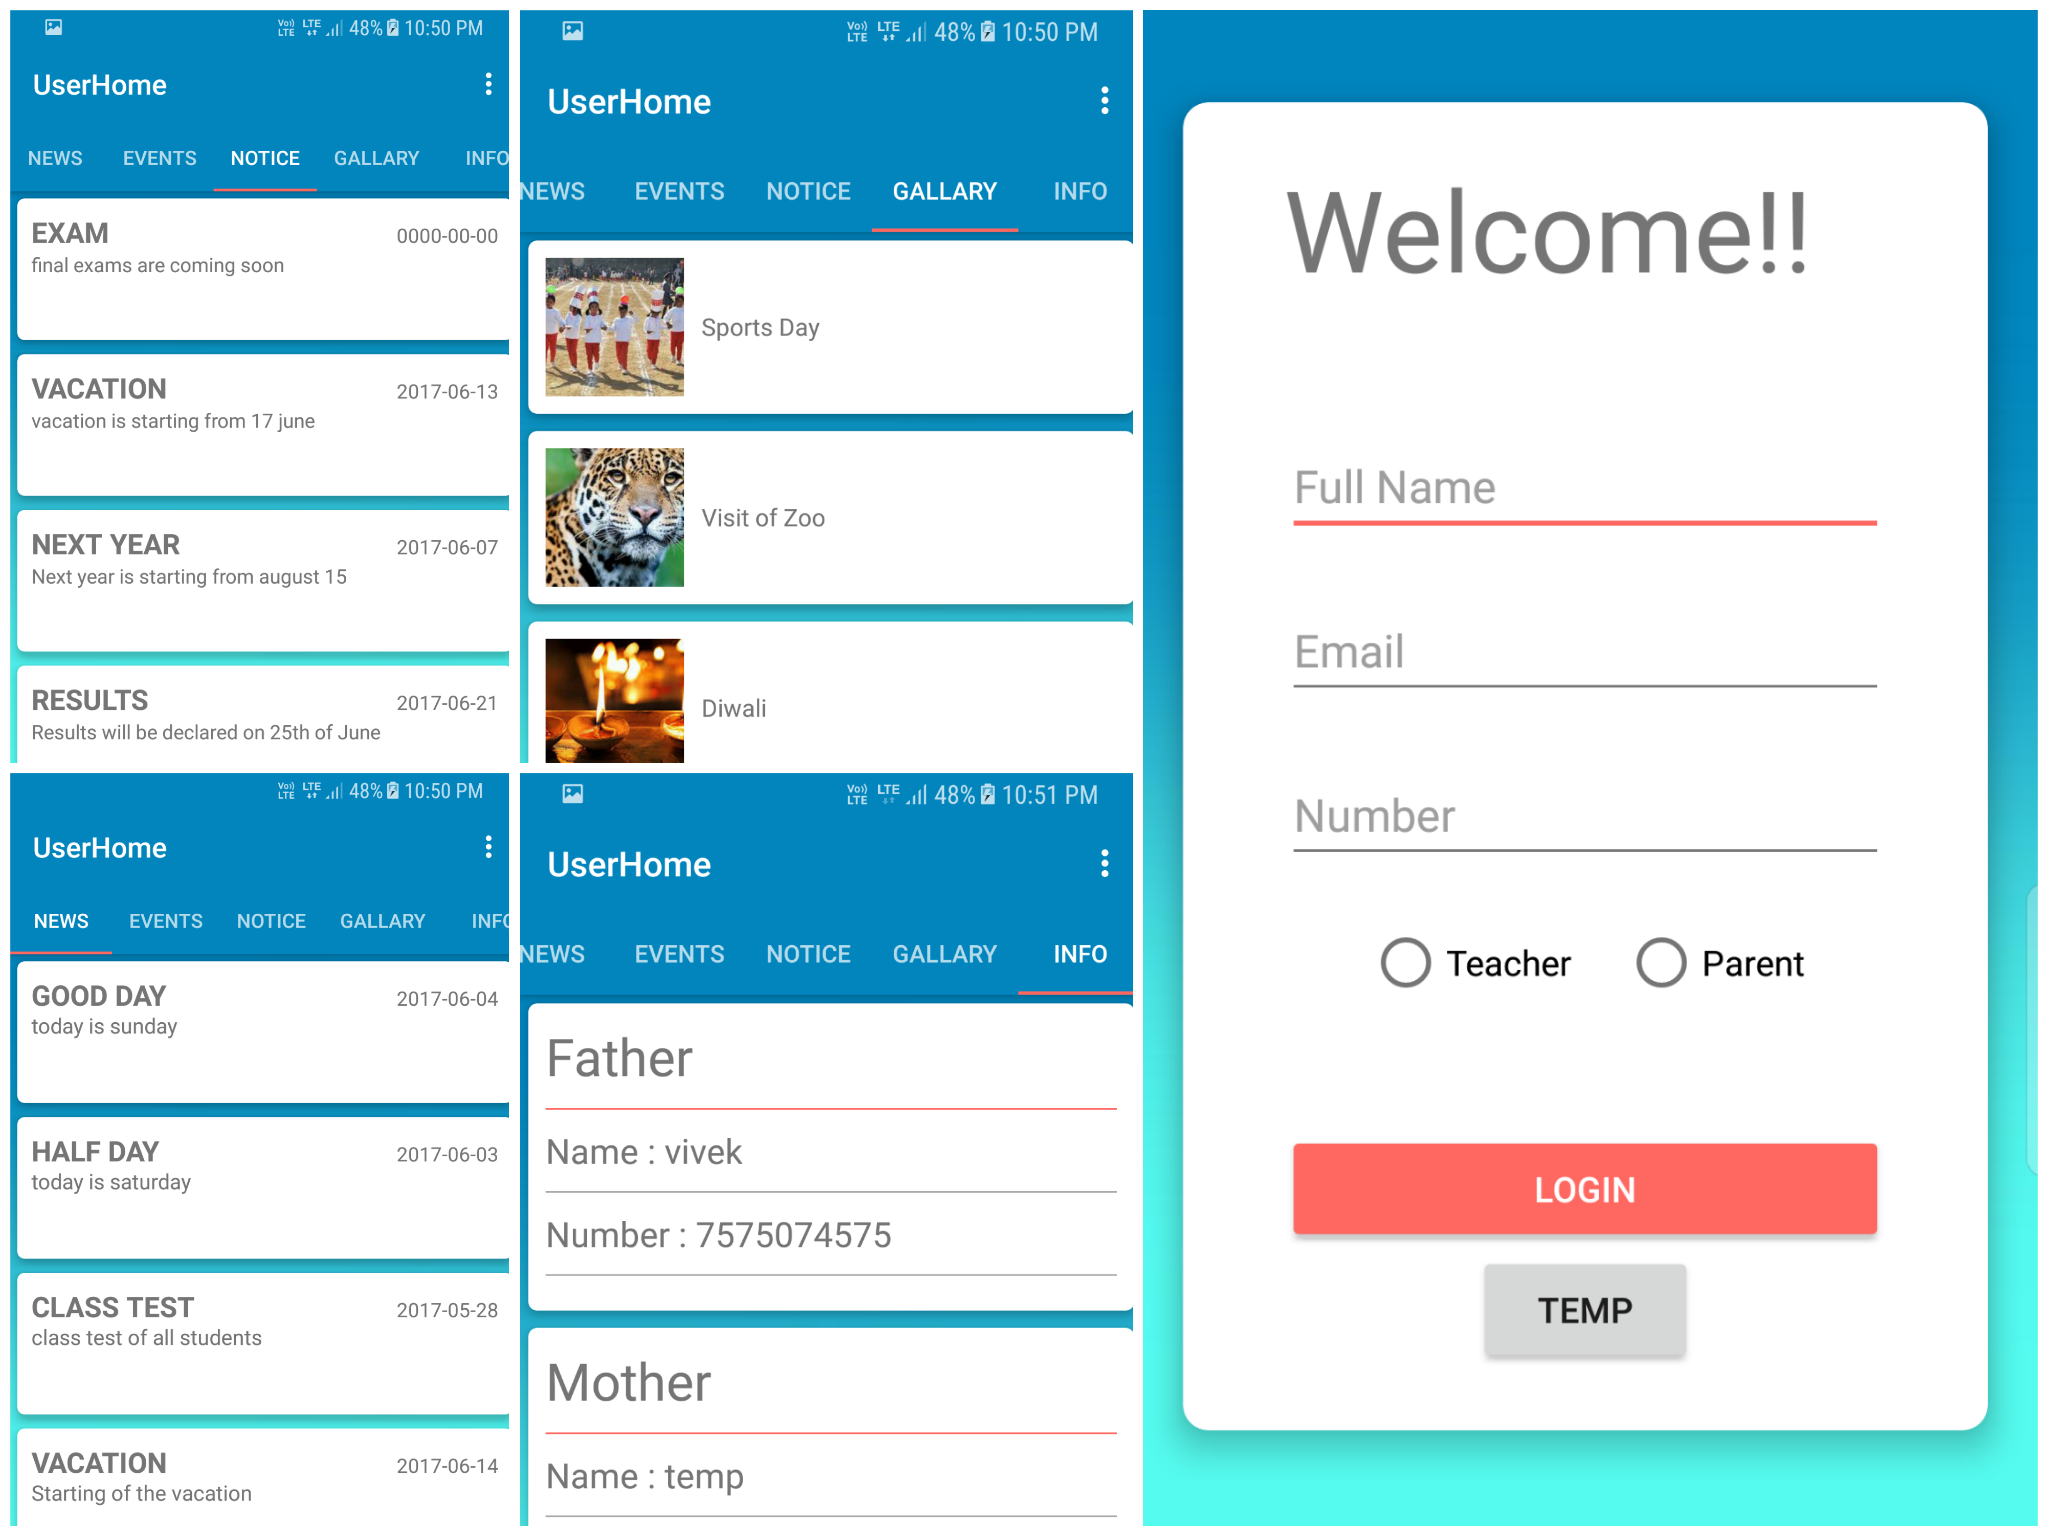 Vo)) LTE LTE 48% 10:50 PM
UserHome
NEWS EVENTS NOTICE GALLARY INFO
EXAM 0000-00-00
final exams are coming soon
VACATION 2017-06-13
vacation is starting from 17 june
NEXT YEAR 2017-06-07
Next year is starting from august 15
RESULTS 2017-06-21
Results will be declared on 25th of June
Vo)) LTE LTE 48% 10:50 PM
UserHome
NEWS EVENTS NOTICE GALLARY INFO
Sports Day
Visit of Zoo
Diwali
Welcome!!
Full Name
Email
Number
Teacher Parent
LOGIN
TEMP
Vo)) LTE LTE 48% 10:50 PM
UserHome
NEWS EVENTS NOTICE GALLARY INFO
GOOD DAY 2017-06-04
today is sunday
HALF DAY 2017-06-03
today is saturday
CLASS TEST 2017-05-28
class test of all students
VACATION 2017-06-14
Starting of the vacation
Vo)) LTE LTE 48% 10:51 PM
UserHome
NEWS EVENTS NOTICE GALLARY INFO
Father
Name : vivek
Number : 7575074575
Mother
Name : temp